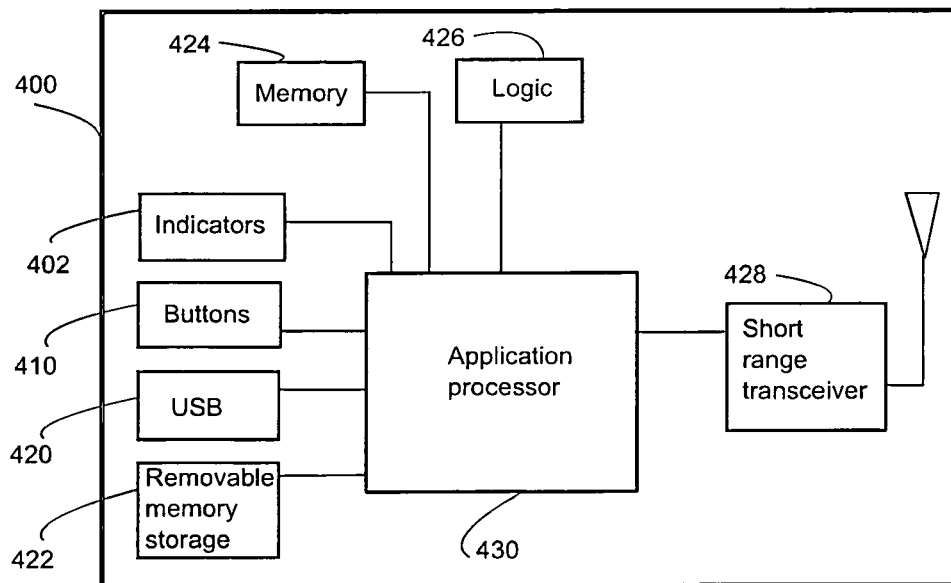 424
Memory
426
Logic
400
Indicators
402
Buttons
410
USB
420
Removable
memory
storage
422
Application
processor
430
428
Short
range
transceiver